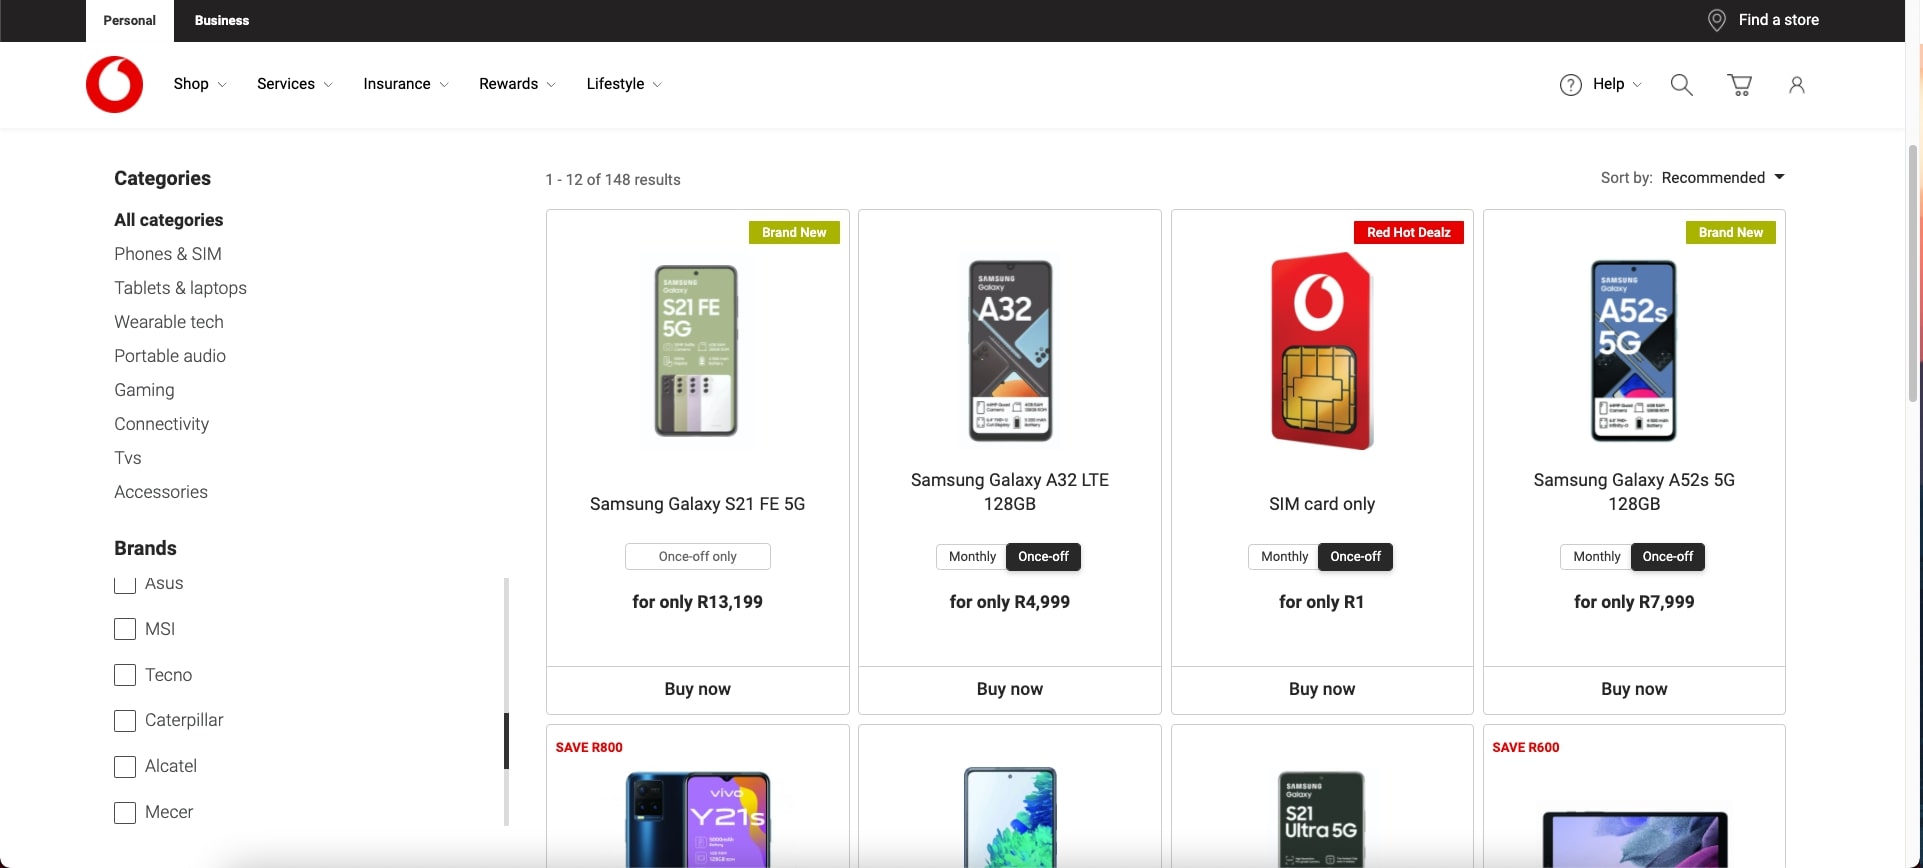 Personal
Business
Find a store
Shop
Services
Insurance
Rewards
Lifestyle
Help
Categories
All categories
Phones & SIM
Tablets & laptops
Wearable tech
Portable audio
Gaming
Connectivity
Tvs
Accessories
Brands
Asus
MSI
Tecno
Caterpillar
Alcatel
Mecer
1 - 12 of 148 results
Sort by: Recommended
Brand New
SAMSUNG
Galaxy
S21 FE
5G
Samsung Galaxy S21 FE 5G
Once-off only
for only R13,199
Buy now
SAMSUNG
Galaxy
A32
Samsung Galaxy A32 LTE
128GB
Monthly
Once-off
for only R4,999
Buy now
Red Hot Dealz
SIM card only
Monthly
Once-off
for only R1
Buy now
Brand New
SAMSUNG
Galaxy
A52s
5G
Samsung Galaxy A52s 5G
128GB
Monthly
Once-off
for only R7,999
Buy now
SAVE R800
vivo
Y21s
SAMSUNG
Galaxy
S21
Ultra 5G
SAVE R600